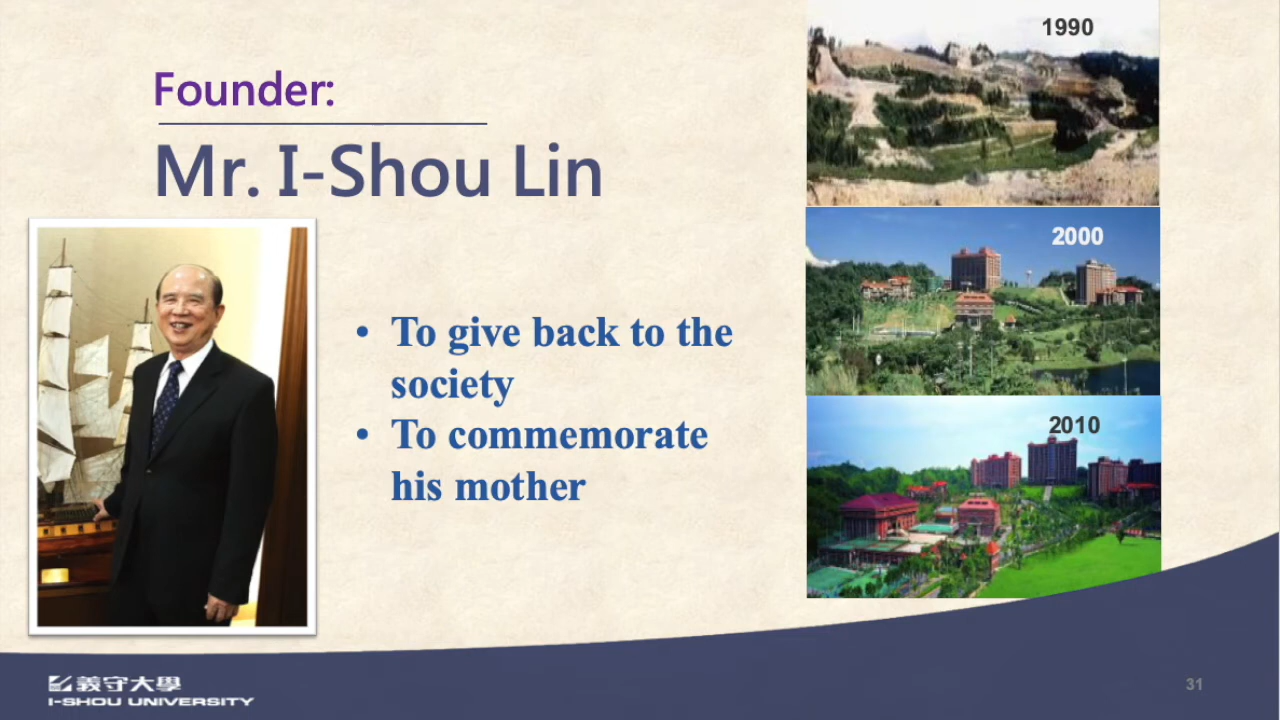 Founder:
Mr. I-Shou Lin
• To give back to the
society
• To commemorate
his mother
1990
2000
2010
義守大學
I-SHOU UNIVERSITY
31